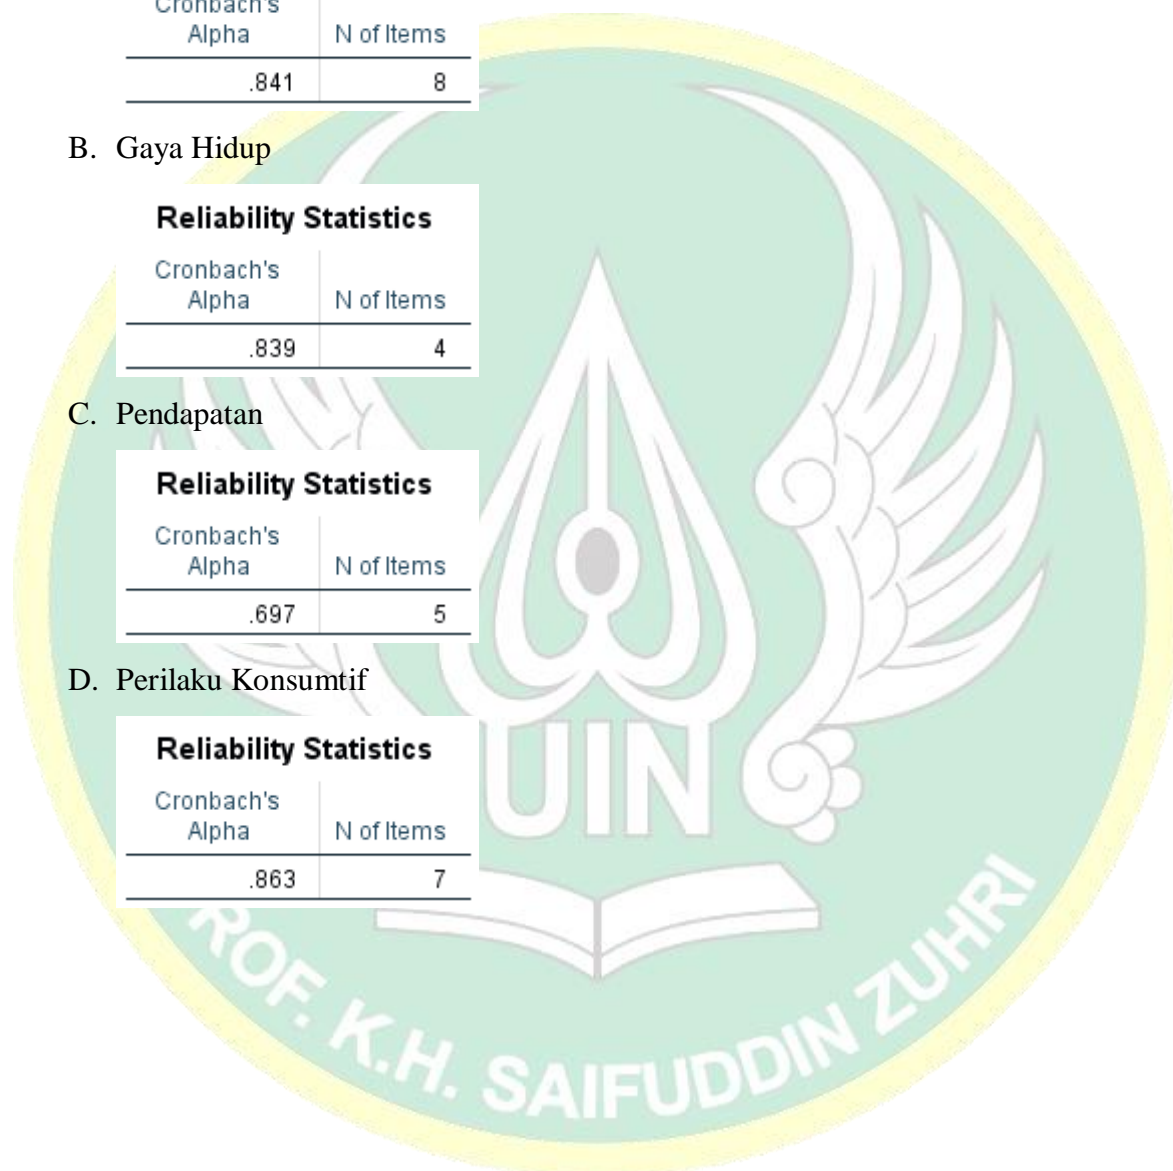 Cronbach's
Alpha N of Items
.841 8
B. Gaya Hidup
Reliability Statistics
Cronbach's
Alpha N of Items
.839 4
C. Pendapatan
Reliability Statistics
Cronbach's
Alpha N of Items
.697 5
D. Perilaku Konsumtif
Reliability Statistics
Cronbach's
Alpha N of Items
.863 7
UIN
ROF. K.H. SAIFUDDIN ZUHRI